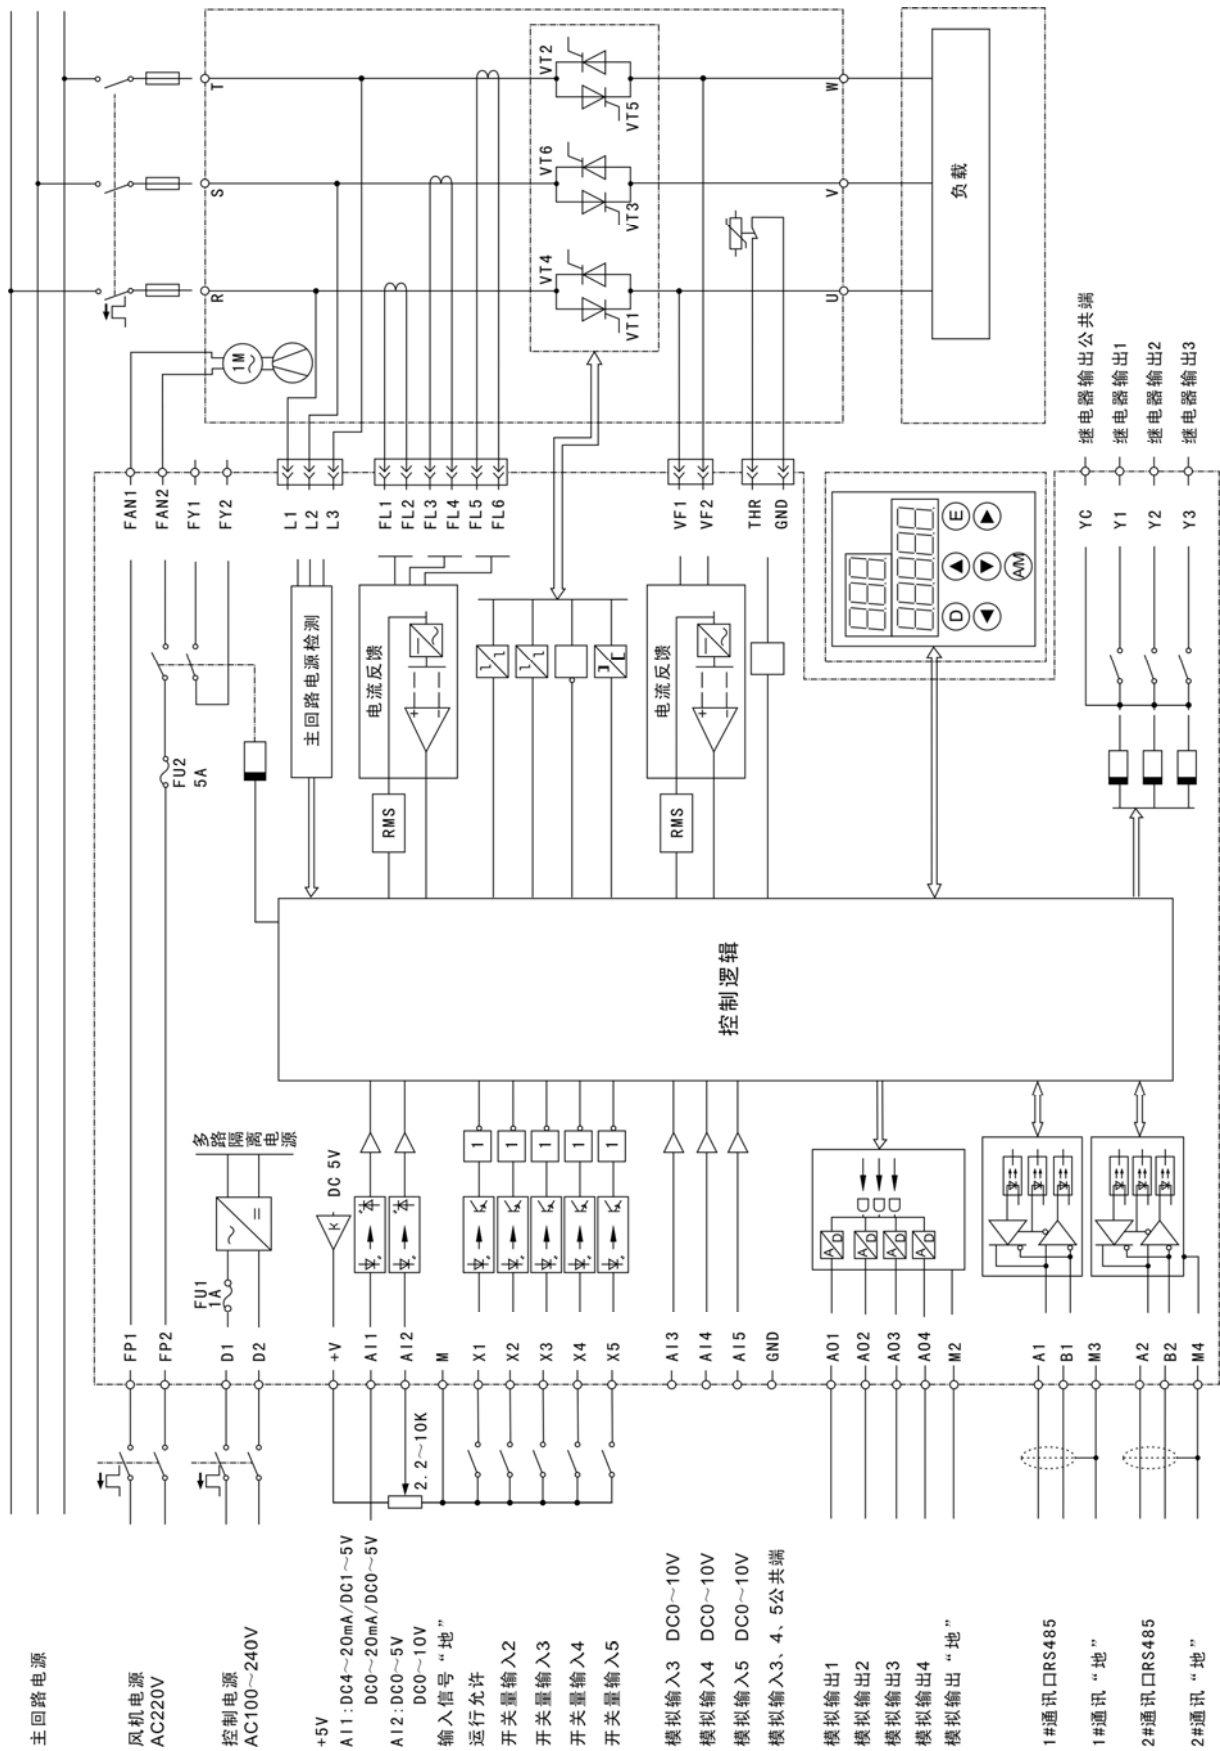 主回路电源
风机电源
AC220V
控制电源
AC100～240V
+5V
AI1:DC4～20mA/DC1～5V
DC0～20mA/DC0～5V
AI2:DC0～5V
DC0～10V
输入信号“地”
运行允许
开关量输入2
开关量输入3
开关量输入4
开关量输入5
模拟输入3 DC0～10V
模拟输入4 DC0～10V
模拟输入5 DC0～10V
模拟输入3、4、5公共端
模拟输出1
模拟输出2
模拟输出3
模拟输出4
模拟输出“地”
1#通讯口RS485
1#通讯“地”
2#通讯口RS485
2#通讯“地”
2.2～10K
FP1
FP2
D1
D2
+V
AI1
AI2
M
X1
X2
X3
X4
X5
AI3
AI4
AI5
GND
AO1
AO2
AO3
AO4
M2
A1
B1
M3
A2
B2
M4
FU1
1A
多路隔离电源
K
DC 5V
1
1
1
1
1
A
D
A
D
A
D
A
D
控制逻辑
FU2
5A
主回路电源检测
电流反馈
RMS
+
−
电流反馈
RMS
+
−
D
E
A/M
FAN1
FAN2
FY1
FY2
L1
L2
L3
FL1
FL2
FL3
FL4
FL5
FL6
VF1
VF2
THR
GND
YC
Y1
Y2
Y3
继电器输出公共端
继电器输出1
继电器输出2
继电器输出3
1M
R
S
T
VT4
VT1
VT6
VT3
VT2
VT5
U
V
W
负载